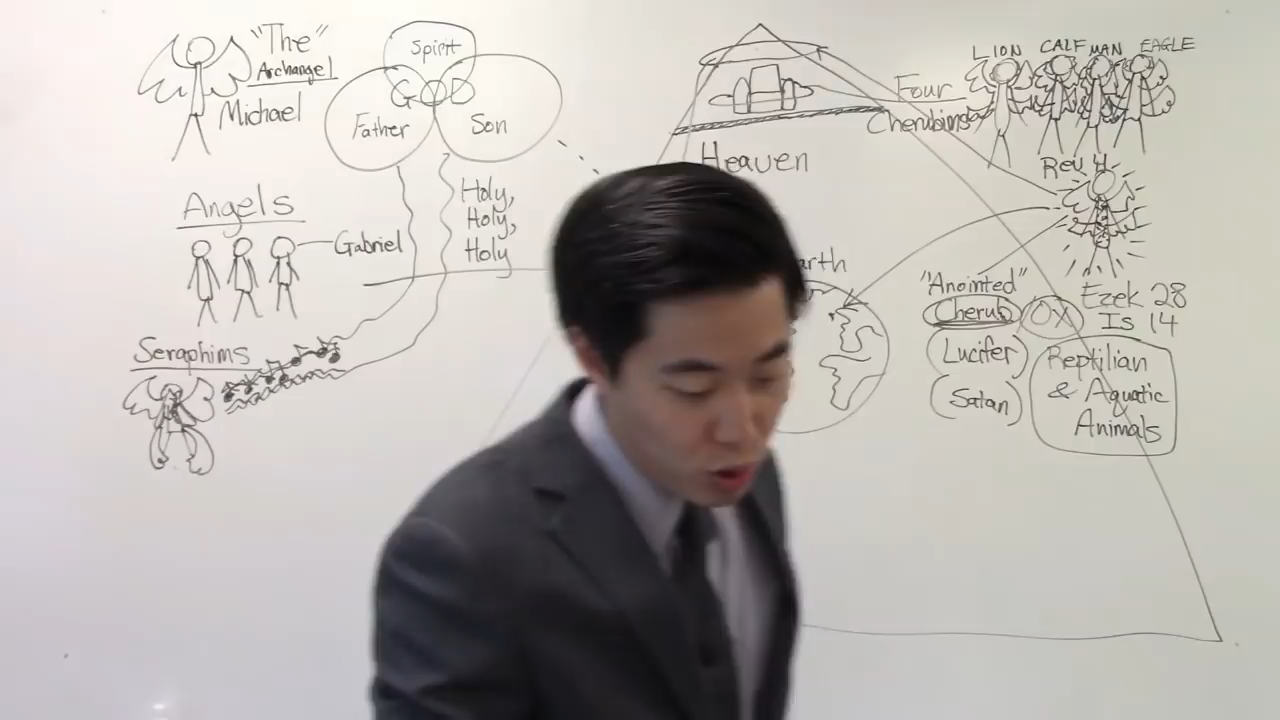 "The"
Archangel
Michael
Spirit
GOD
Father
Son
Holy,
Holy,
Holy
Angels
Gabriel
Seraphims
Heaven
Four
Cherubims
LION
CALF
MAN
EAGLE
Rev 4
arth
"Anointed"
Cherub
OX
Lucifer
Satan
Ezek 28
Is 14
Reptilian
& Aquatic
Animals